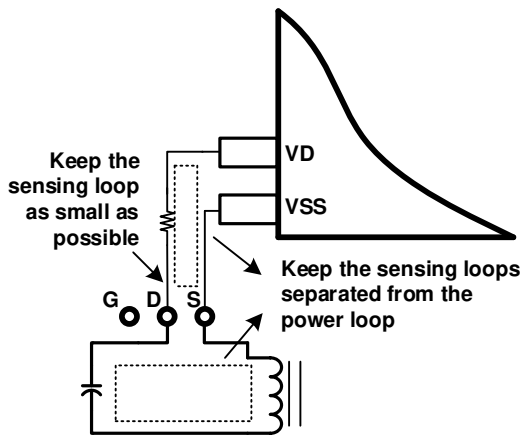 VD
Keep the
sensing loop
as small as
possible
VSS
Keep the sensing loops
separated from the
power loop
G D S